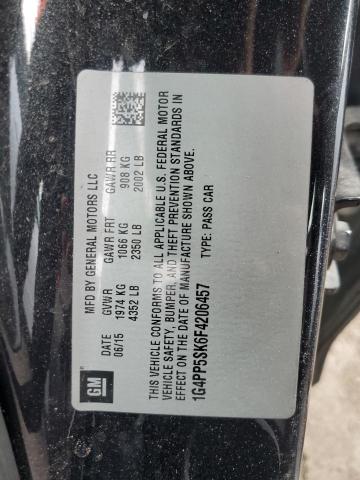 GM
MFD BY GENERAL MOTORS LLC
DATE GVWR GAWR FRT GAWR RR
06/15 1974 KG 1066 KG 908 KG
4352 LB 2350 LB 2002 LB
THIS VEHICLE CONFORMS TO ALL APPLICABLE U.S. FEDERAL MOTOR
VEHICLE SAFETY, BUMPER, AND THEFT PREVENTION STANDARDS IN
EFFECT ON THE DATE OF MANUFACTURE SHOWN ABOVE.
1G4PP5SK6F4206457 TYPE: PASS CAR